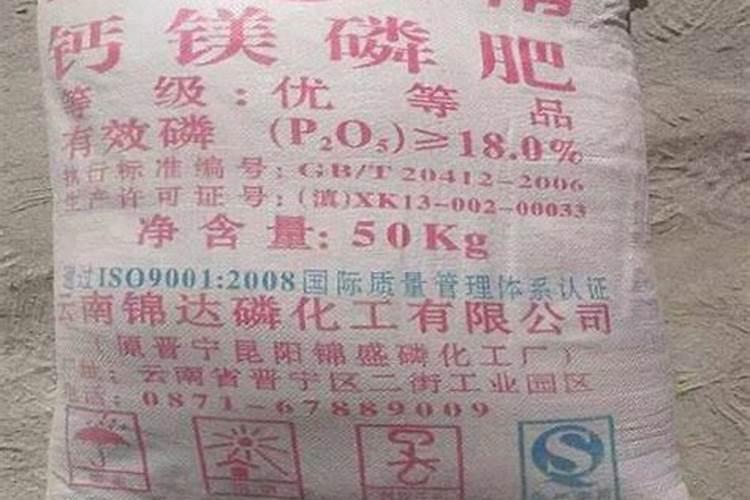 钙镁磷肥
等级:优等品
有效磷(P₂O₅)≥18.0%
执行标准编号:GB/T20412-2006
生产许可证号:(滇)XK13-002-00033
净含量:50Kg
通过ISO9001:2008国际质量管理体系认证
云南锦达磷化工有限公司
(原晋宁昆阳锦盛磷化工厂)
地址:云南省晋宁区二街工业园区
电话:0871-67889009